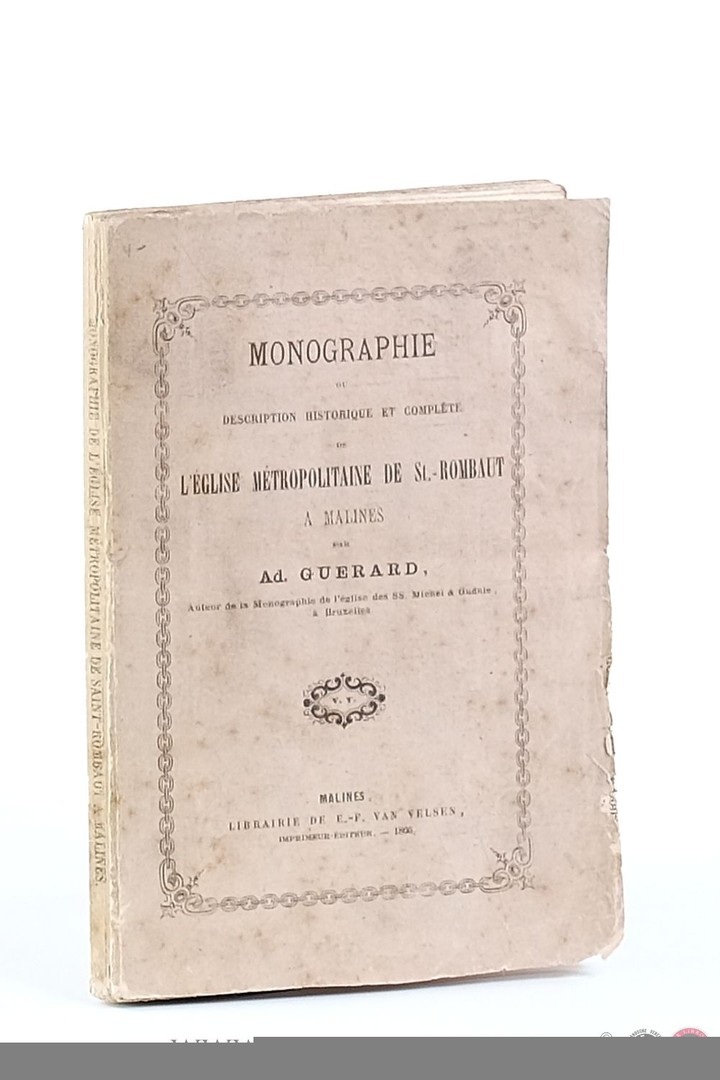 MONOGRAPHIE
OU
DESCRIPTION HISTORIQUE ET COMPLÈTE
DE
L'ÉGLISE MÉTROPOLITAINE DE St.-ROMBAUT
A MALINES
PAR
Ad. GUERARD,
Auteur de la Monographie de l'église des SS. Michel & Gudule,
à Bruxelles.
V. V.
MALINES,
LIBRAIRIE DE E.-F. VAN VELSEN,
IMPRIMEUR-ÉDITEUR. — 1866.
MONOGRAPHIE DE L'ÉGLISE MÉTROPOLITAINE DE SAINT-ROMBAUT A MALINES.